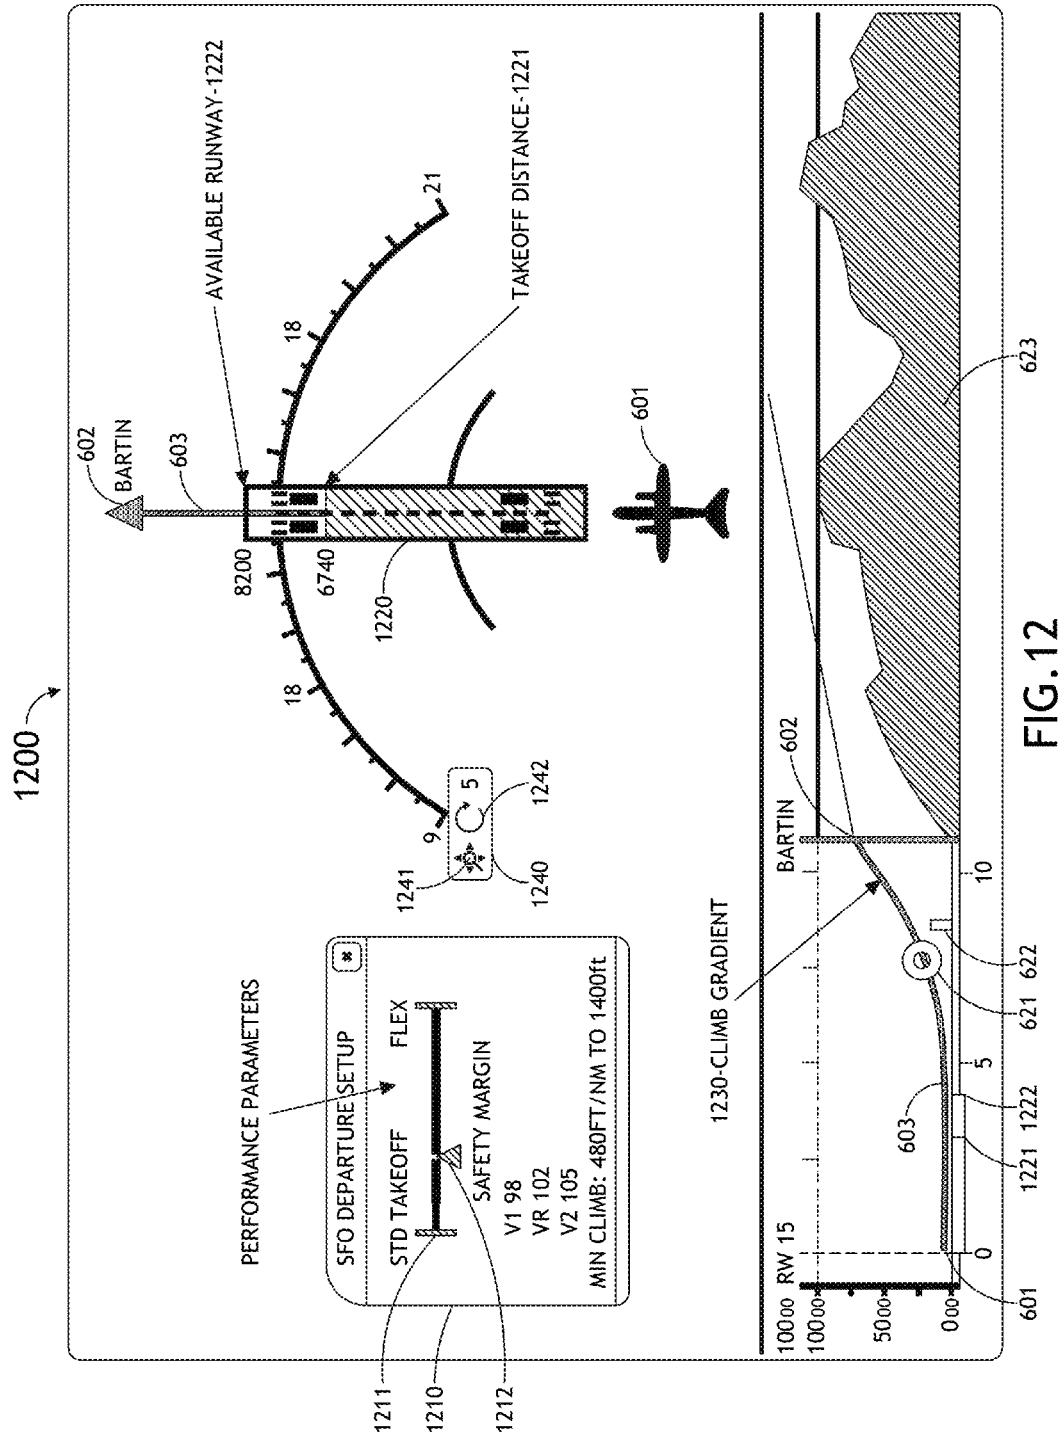 1200
PERFORMANCE PARAMETERS
SFO DEPARTURE SETUP
STD TAKEOFF FLEX
SAFETY MARGIN
V1 98
VR 102
V2 105
MIN CLIMB: 480FT/NM TO 1400ft
1211
1210
1212
602
BARTIN
603
AVAILABLE RUNWAY-1222
8200
18
18
6740
TAKEOFF DISTANCE-1221
1220
9
21
1241
5
1242
1240
601
1230-CLIMB GRADIENT
BARTIN
602
10000 RW 15
10000
5000
000
603
0
5
10
601
1221
1222
621
622
623
FIG. 12